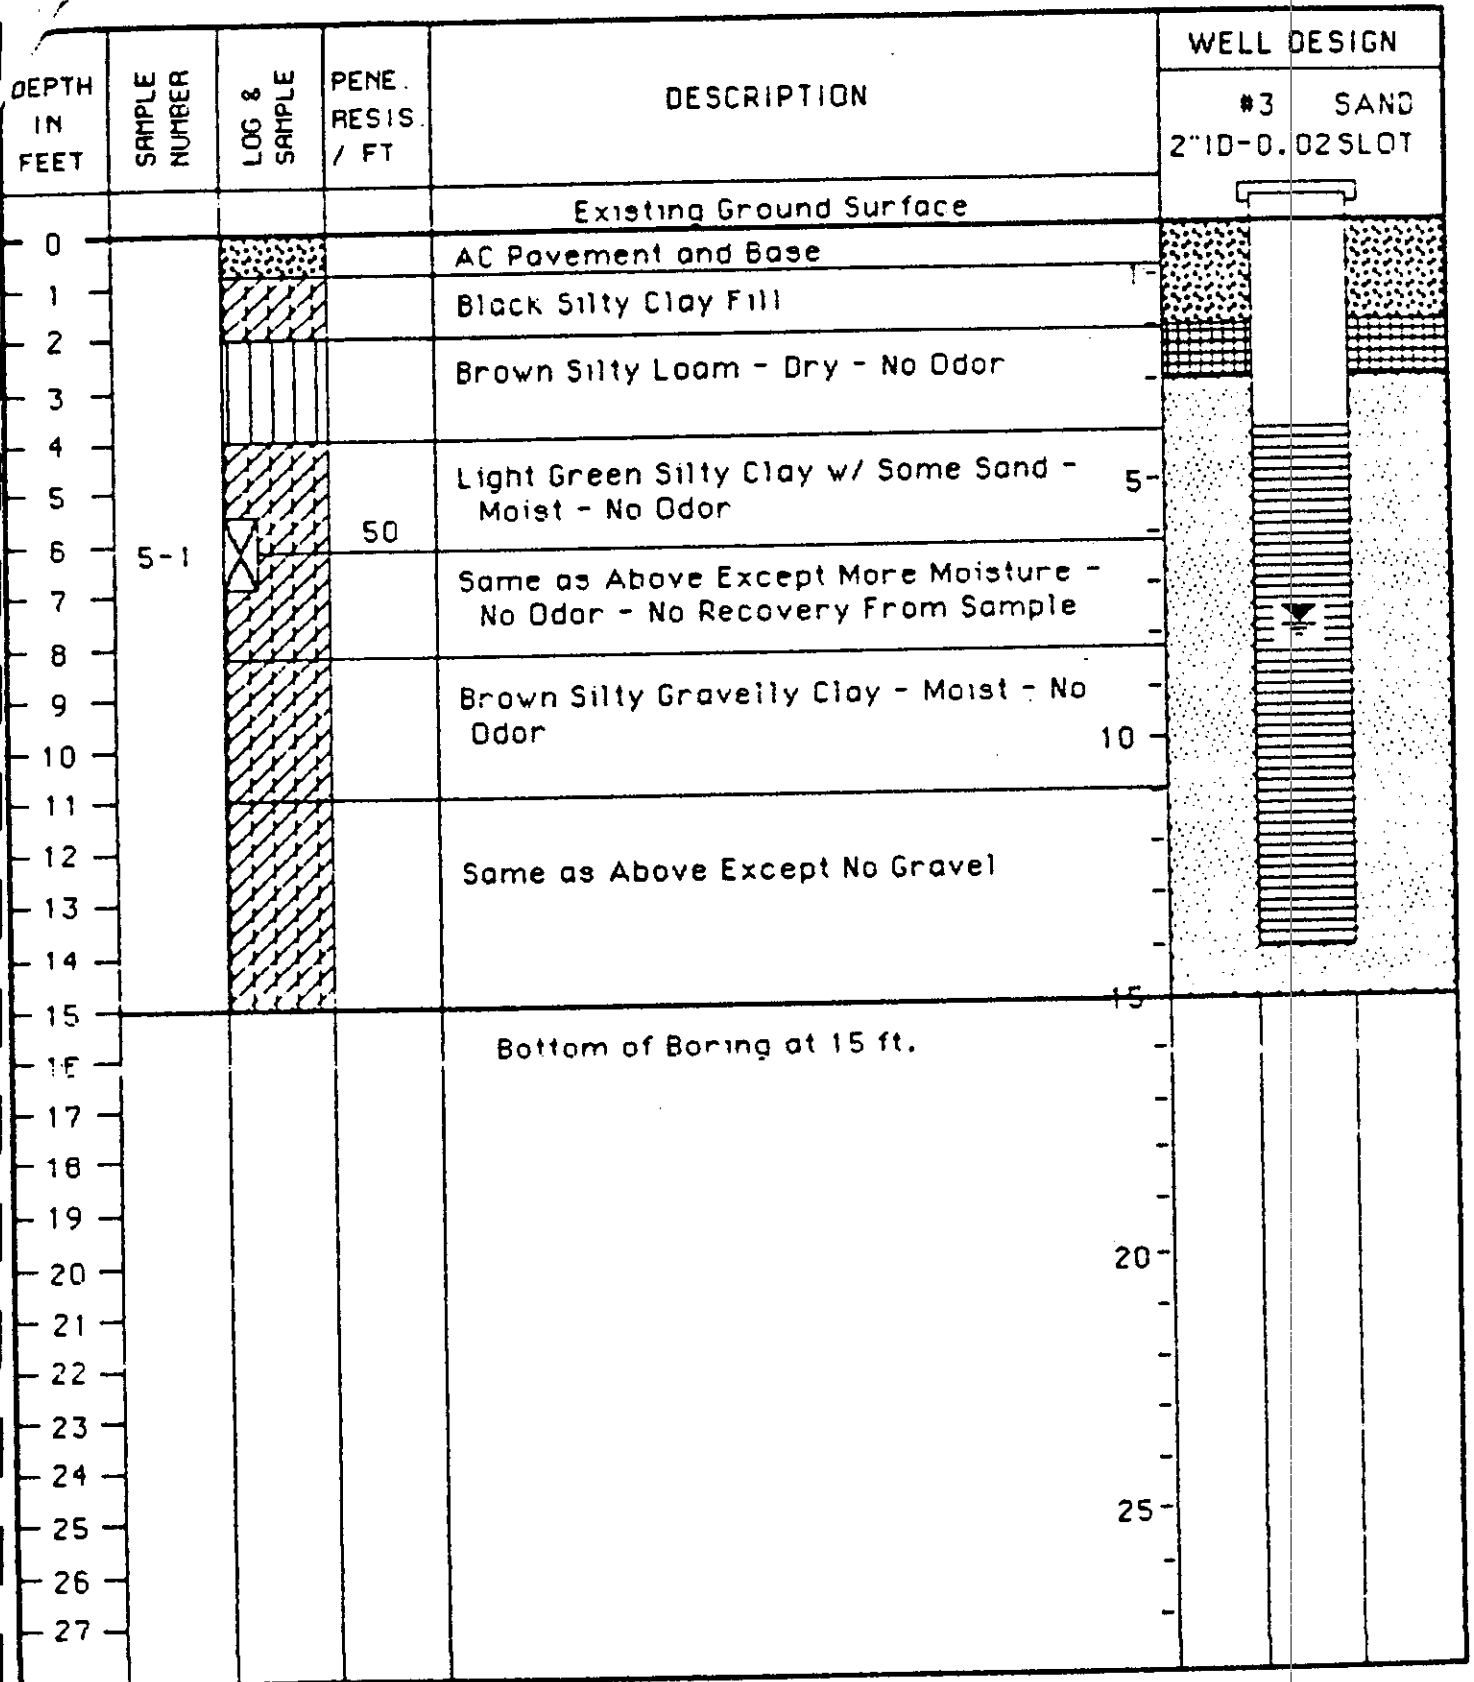 DEPTH
IN
FEET
SAMPLE
NUMBER
LOG &
SAMPLE
PENE.
RESIS.
/ FT
DESCRIPTION
WELL DESIGN
#3 SAND
2"ID-0.02 SLOT
Existing Ground Surface
0
AC Pavement and Base
1
1
Black Silty Clay Fill
2
Brown Silty Loam - Dry - No Odor
3
4
Light Green Silty Clay w/ Some Sand -
Moist - No Odor
5
5
50
6
5-1
Same as Above Except More Moisture -
No Odor - No Recovery From Sample
7
8
Brown Silty Gravelly Clay - Moist - No
Odor
9
10
10
11
12
Same as Above Except No Gravel
13
14
15
15
Bottom of Boring at 15 ft.
1E
17
18
19
20
20
21
22
23
24
25
25
26
27